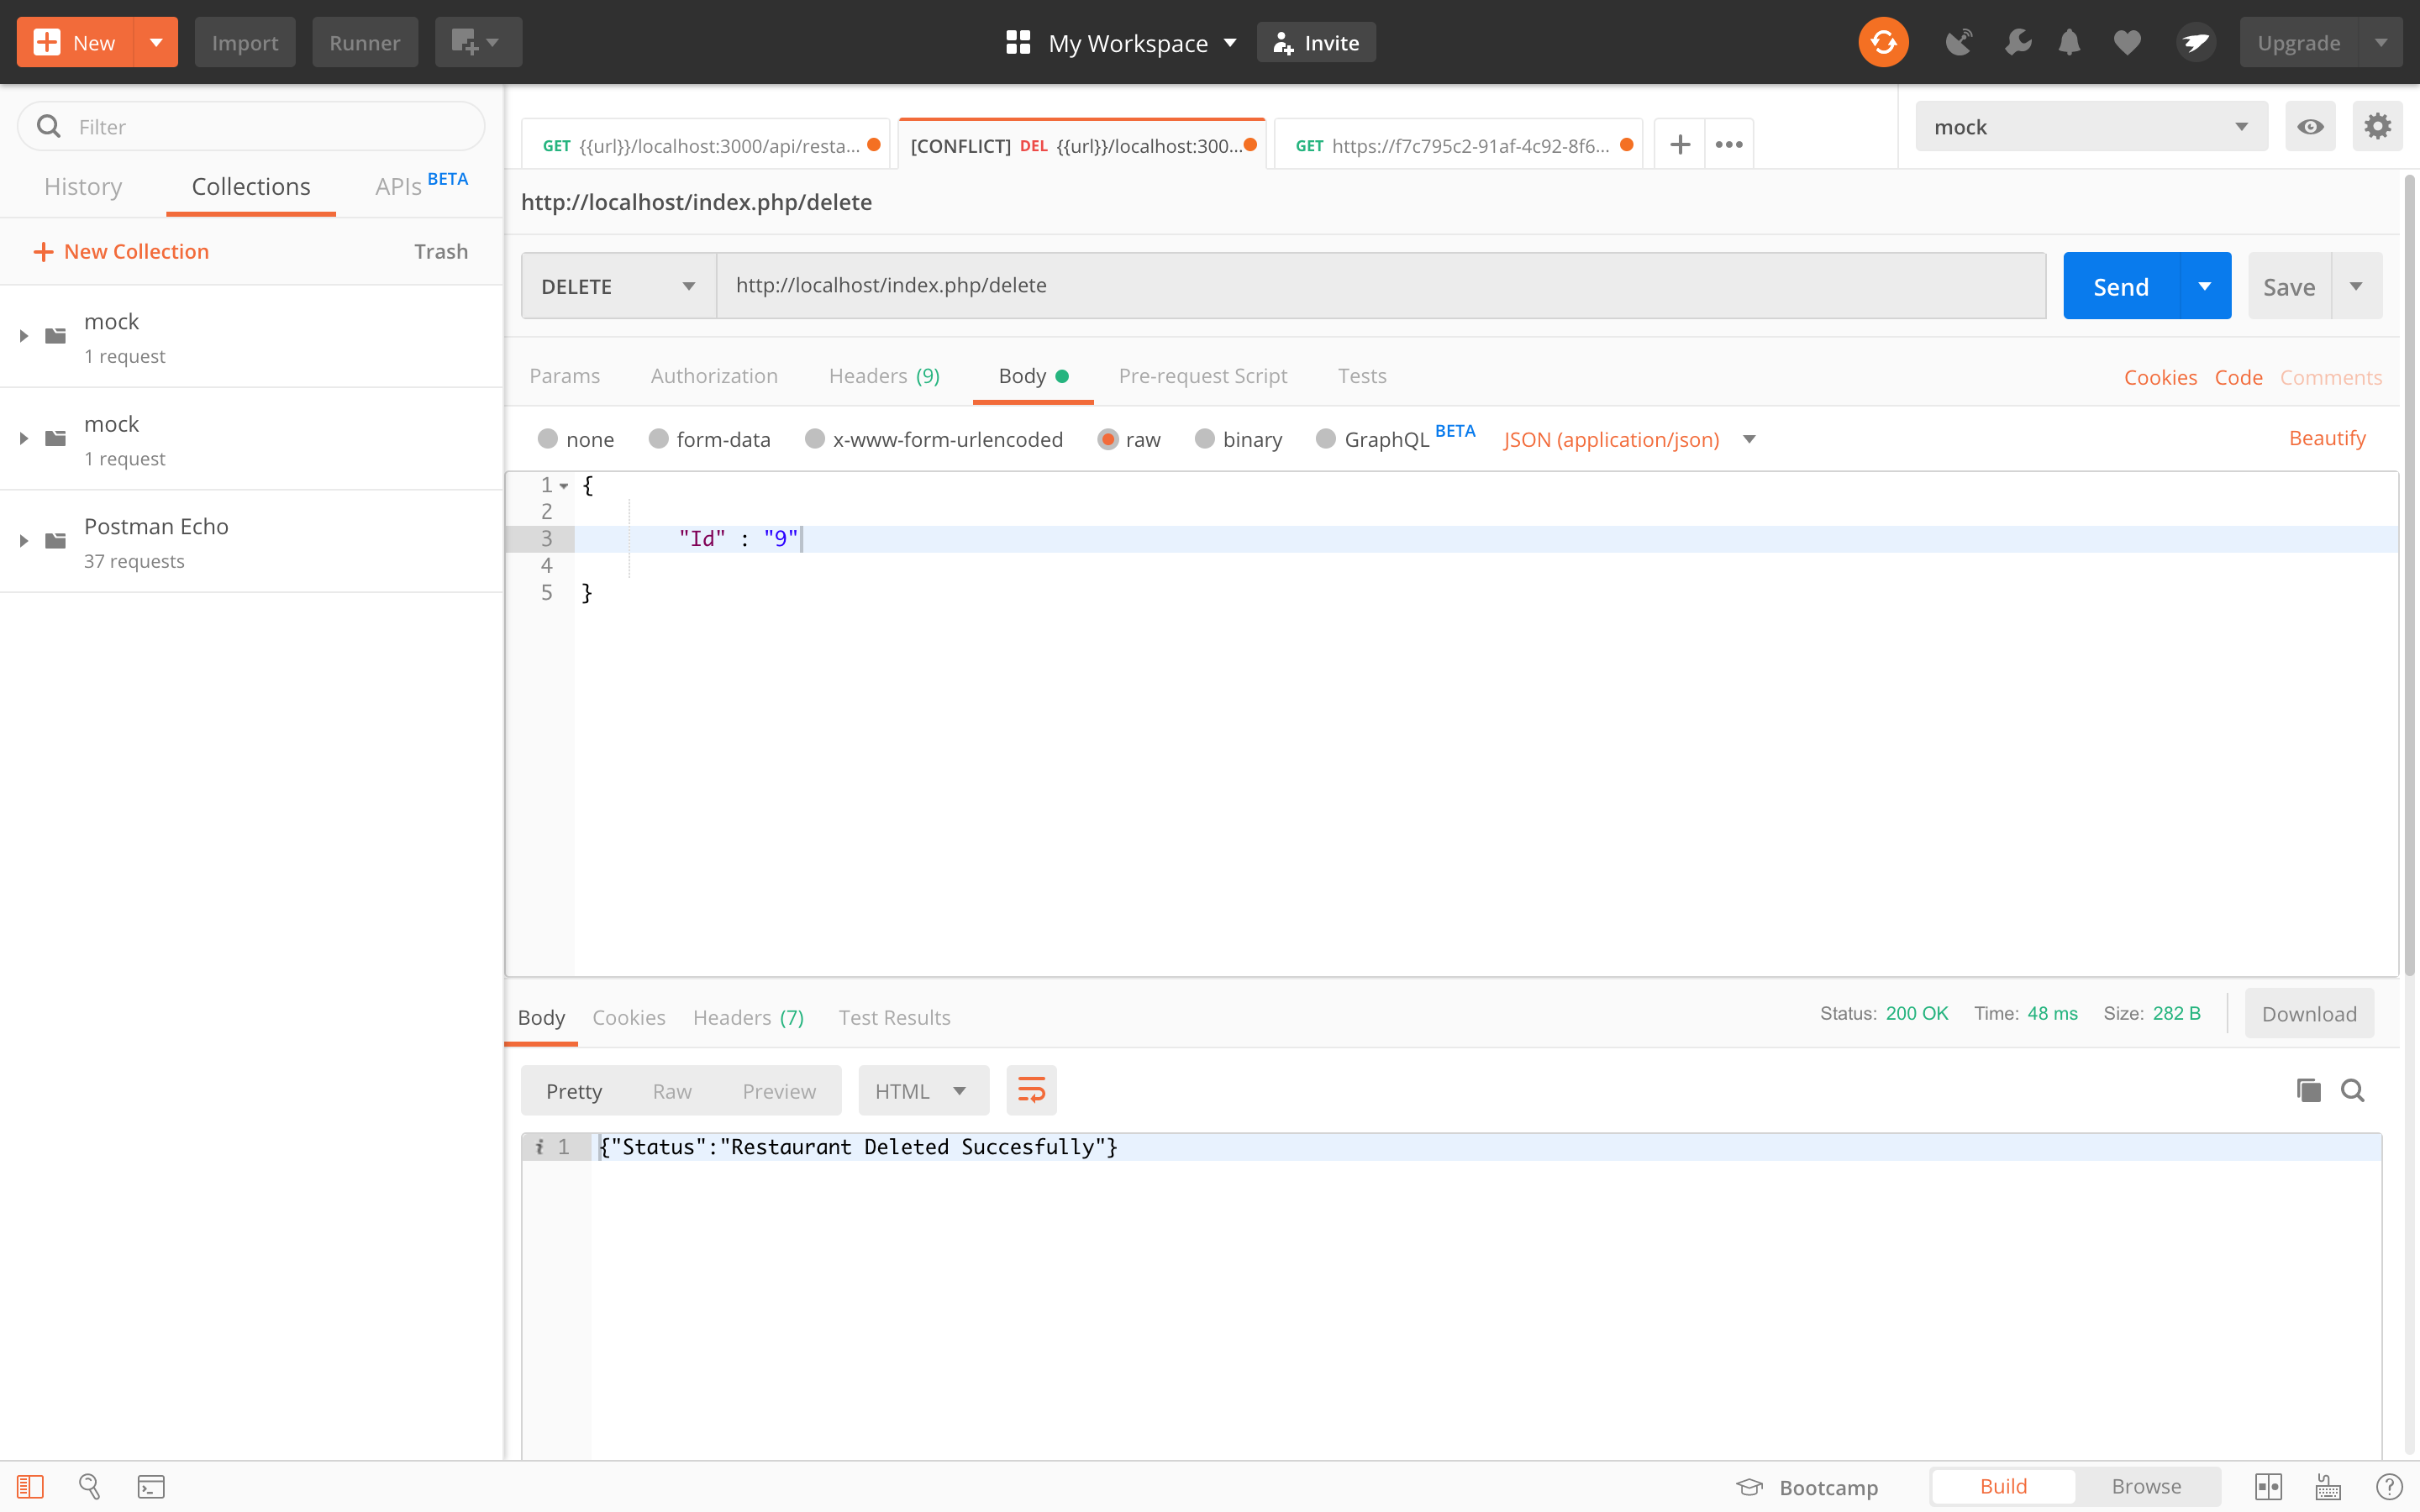 New
Import
Runner
My Workspace
Invite
Upgrade
Filter
History
Collections
APIs BETA
New Collection
Trash
mock
1 request
mock
1 request
Postman Echo
37 requests
GET {{url}}/localhost:3000/api/resta...
[CONFLICT] DEL {{url}}/localhost:300...
GET https://f7c795c2-91af-4c92-8f6...
mock
http://localhost/index.php/delete
DELETE
http://localhost/index.php/delete
Send
Save
Params
Authorization
Headers (9)
Body
Pre-request Script
Tests
Cookies
Code
Comments
none
form-data
x-www-form-urlencoded
raw
binary
GraphQL BETA
JSON (application/json)
Beautify
1 {
2
3 "Id" : "9"
4
5 }
Body
Cookies
Headers (7)
Test Results
Status: 200 OK
Time: 48 ms
Size: 282 B
Download
Pretty
Raw
Preview
HTML
i 1 {"Status":"Restaurant Deleted Succesfully"}
Bootcamp
Build
Browse